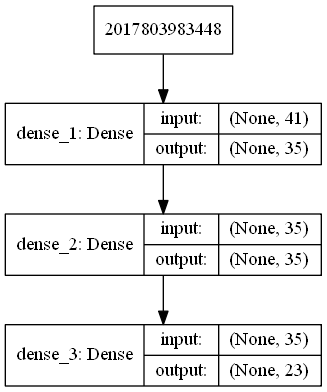 2017803983448
dense_1: Dense
input: (None, 41)
output: (None, 35)
dense_2: Dense
input: (None, 35)
output: (None, 35)
dense_3: Dense
input: (None, 35)
output: (None, 23)